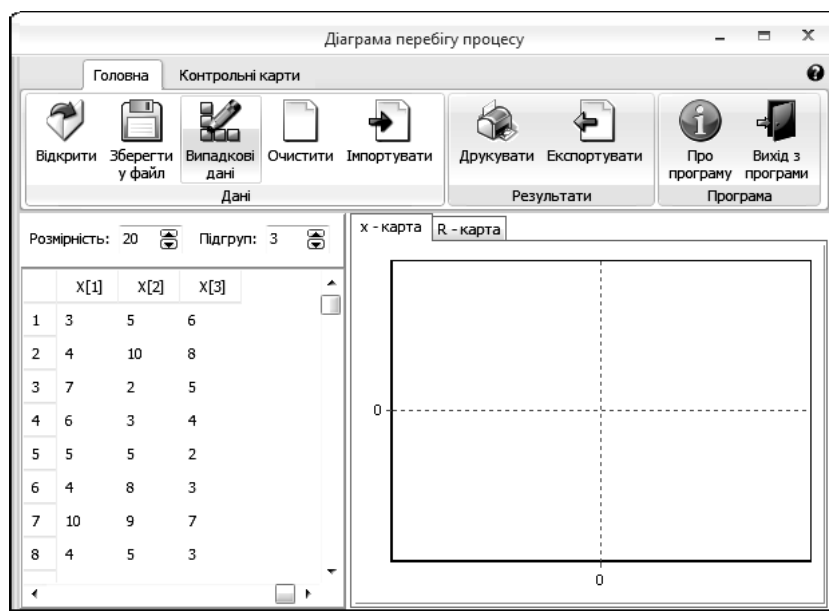 Діаграма перебігу процесу
Головна Контрольні карти
Відкрити Зберегти у файл Випадкові дані Очистити Імпортувати Друкувати Експортувати Про програму Вихід з програми
Дані Результати Програма
Розмірність: 20 Підгруп: 3
x - карта R - карта
X[1] X[2] X[3]
1 3 5 6
2 4 10 8
3 7 2 5
4 6 3 4
5 5 5 2
6 4 8 3
7 10 9 7
8 4 5 3
0
0